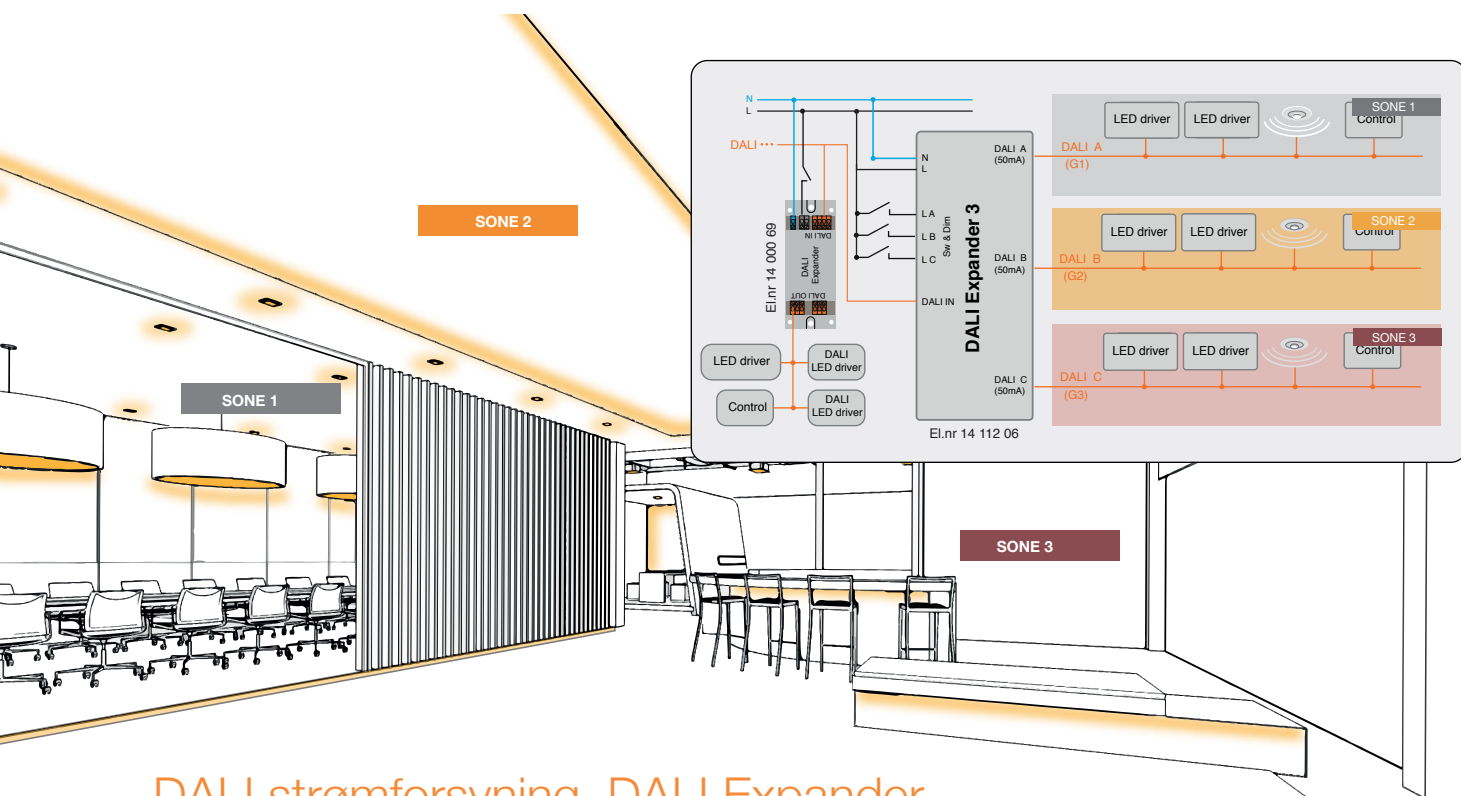 N
L
DALI •••
El.nr 14 000 69
DALI IN
DALI
Expander
DALI OUT
LED driver
DALI
LED driver
Control
DALI
LED driver
N
L
L A
L B
L C
Sw & Dim
DALI IN
DALI Expander 3
DALI A
(50mA)
DALI B
(50mA)
DALI C
(50mA)
El.nr 14 112 06
DALI A
(G1)
LED driver
LED driver
SONE 1
Control
DALI B
(G2)
LED driver
LED driver
SONE 2
Control
DALI C
(G3)
LED driver
LED driver
SONE 3
Control
SONE 2
SONE 1
SONE 3
DALI strømforsyning, DALI Expander